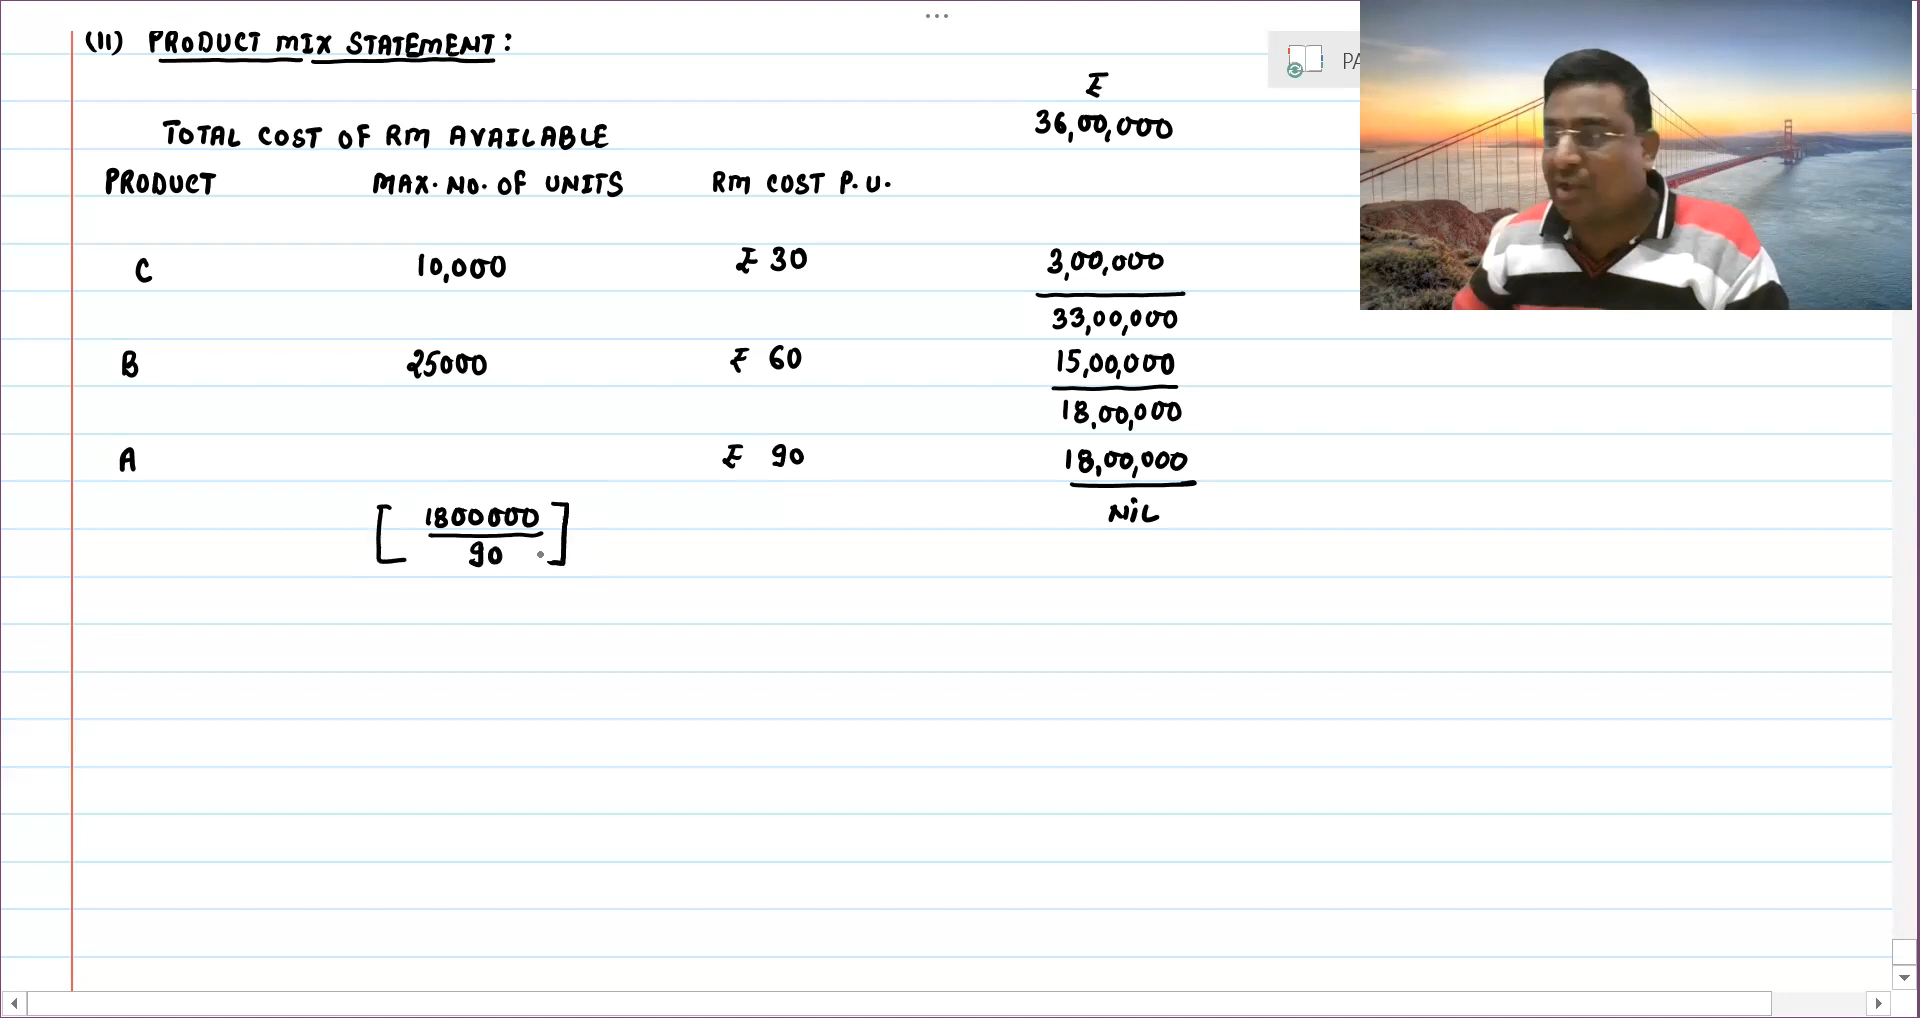 (11) PRODUCT MIX STATEMENT:
PA
₹
TOTAL COST OF RM AVAILABLE 36,00,000
PRODUCT MAX. NO. OF UNITS RM COST P.U.
C 10,000 ₹ 30 3,00,000
33,00,000
B 25000 ₹ 60 15,00,000
18,00,000
A ₹ 90 18,00,000
NIL
[ 1800000
90 ]